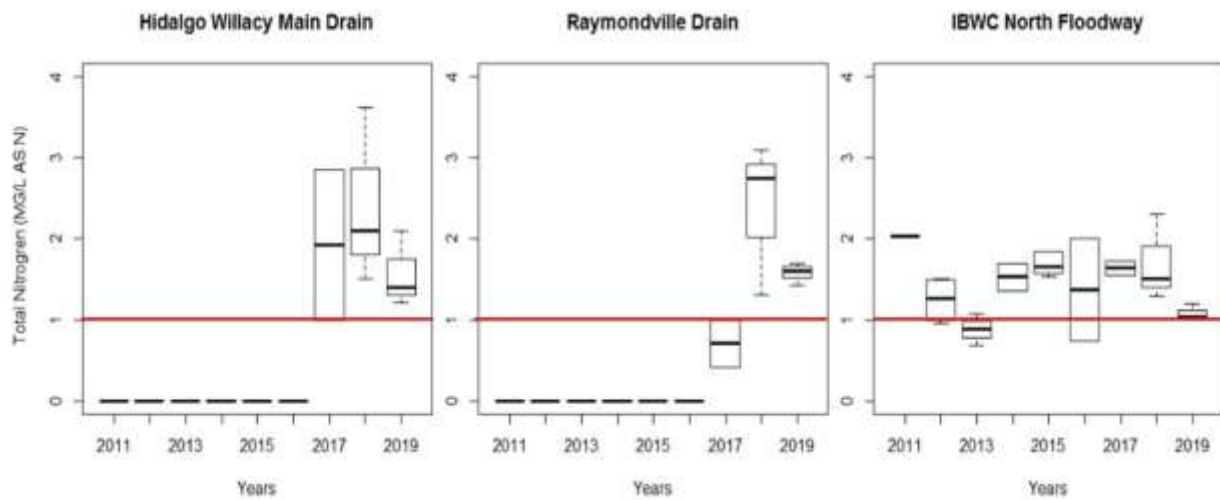 Hidalgo Willacy Main Drain
Raymondville Drain
IBWC North Floodway
Total Nitrogren (MG/L AS N)
4
3
2
1
0
4
3
2
1
0
4
3
2
1
0
2011 2013 2015 2017 2019
2011 2013 2015 2017 2019
2011 2013 2015 2017 2019
Years
Years
Years